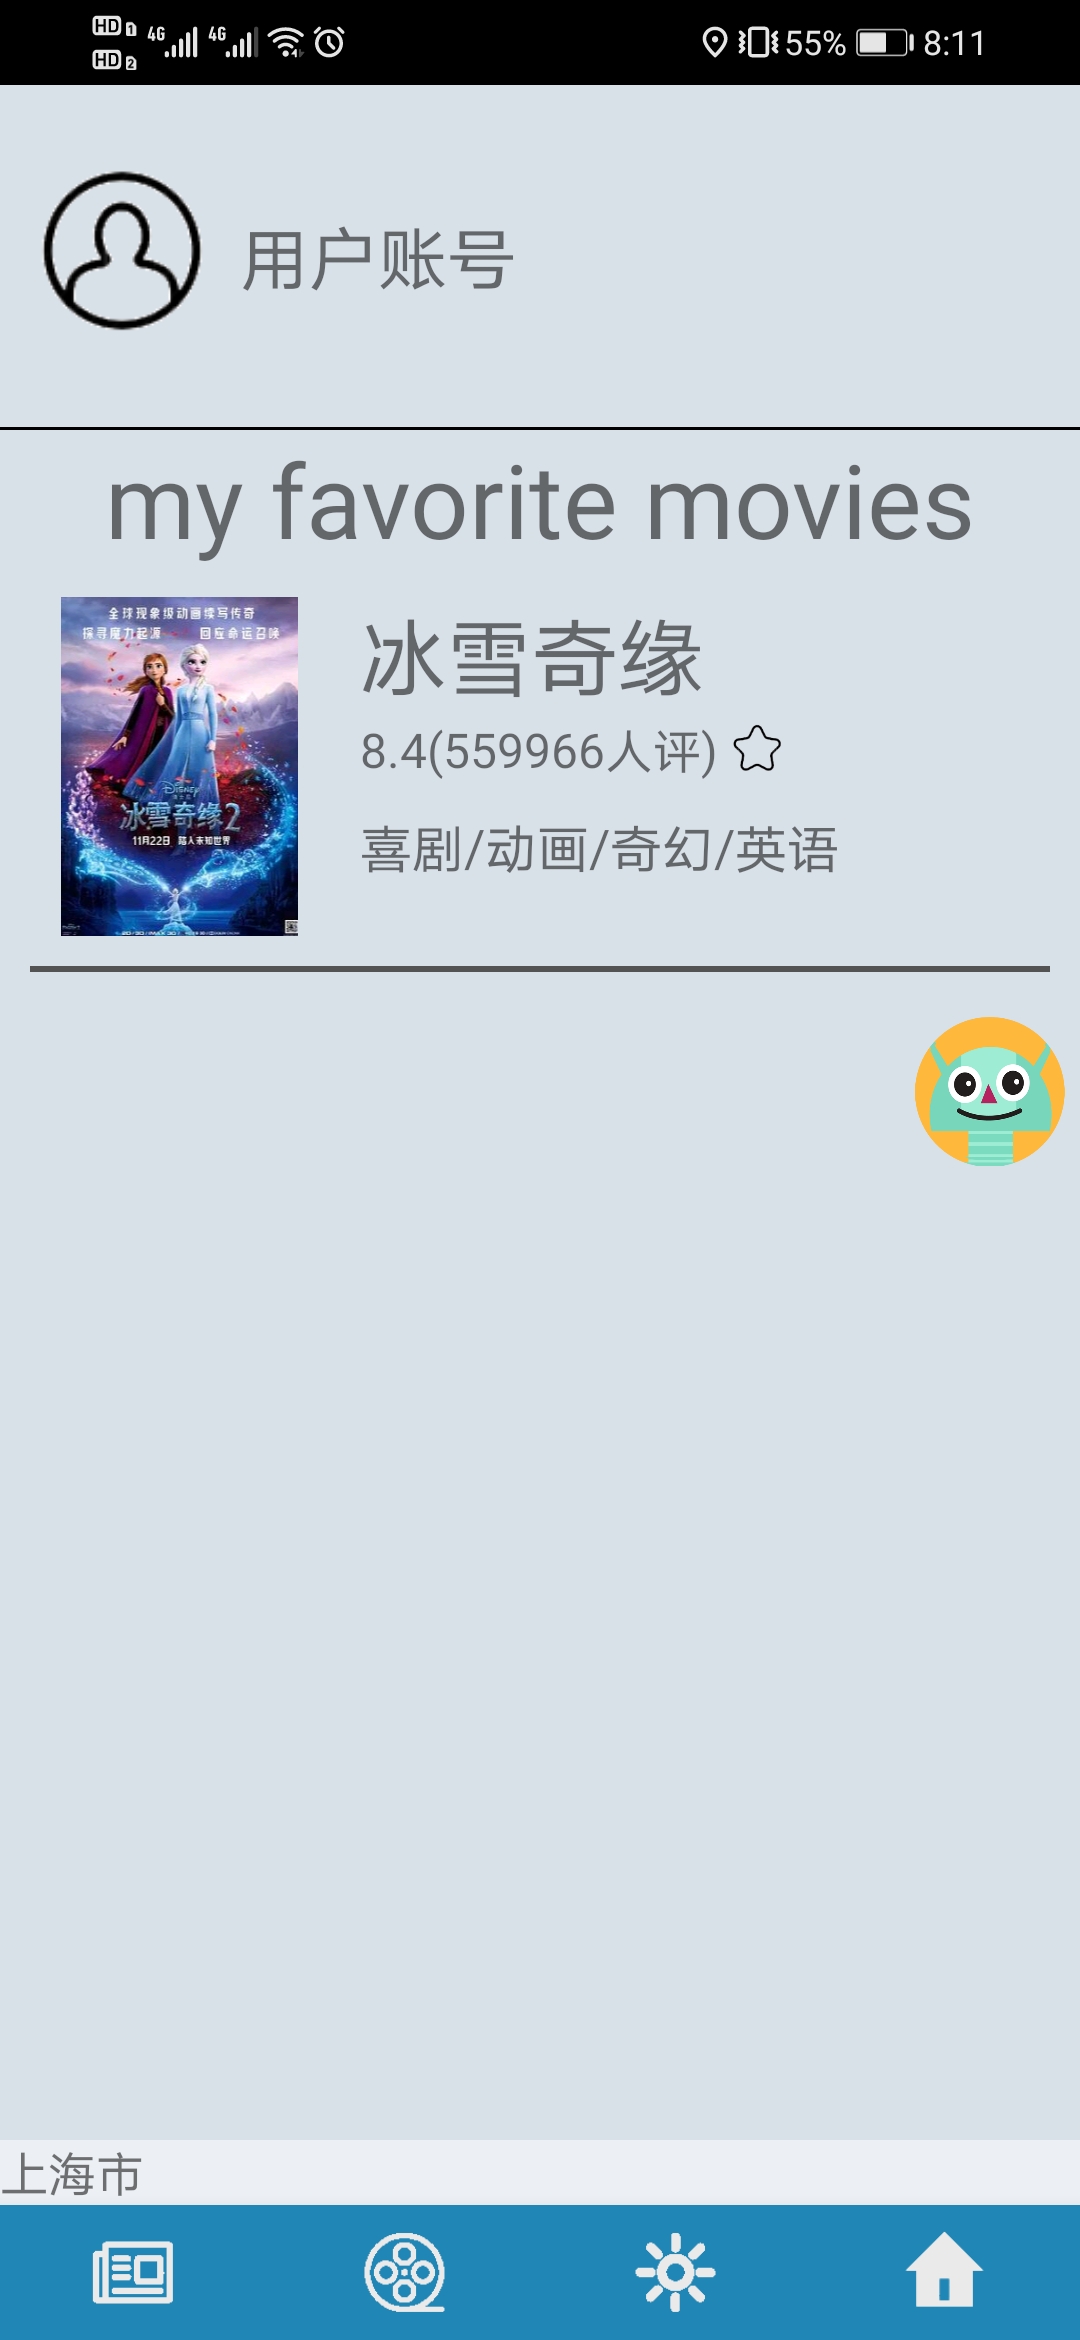 HD 1 4G 4G
HD 2
55% 8:11
用户账号
my favorite movies
全球现象级动画续写传奇
探寻魔力起源 回应命运召唤
Disney
冰雪奇缘2
11月22日 踏入未知世界
冰雪奇缘
8.4(559966人评)
喜剧/动画/奇幻/英语
上海市